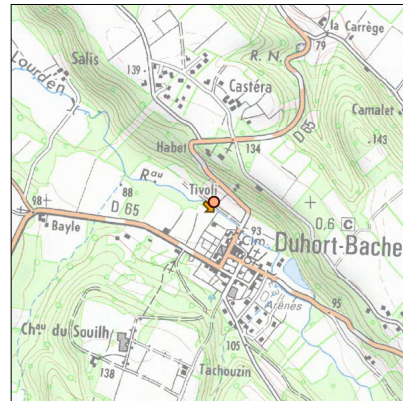 la Carrège
79
R. N.
Salis
139
Lourden
Castéra
Camalet
143
D 65
134
Habet
Rau
Tivoli
88
98
D 65
Bayle
0,6 C
93
Cim.
Duhort-Bache
95
Arènes
Chau du Souilh
105
138
Tachouzin